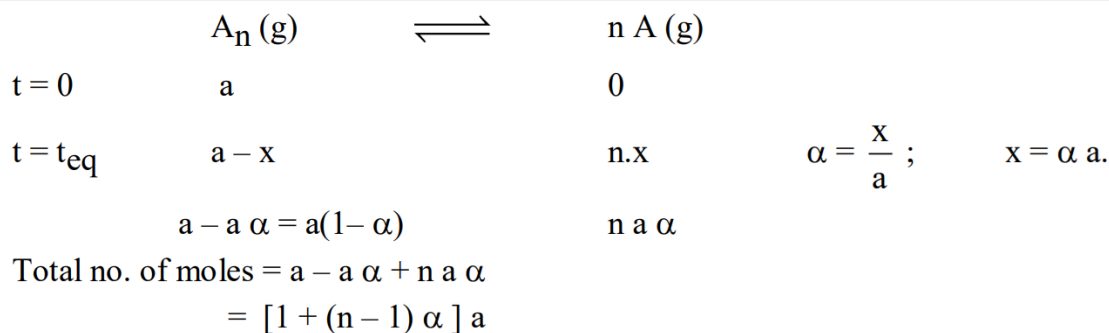 Aₙ (g) ⇌ n A (g)
t = 0 a 0
t = t_eq a – x n.x α = x/a ; x = α a.
a – a α = a(1– α) n a α
Total no. of moles = a – a α + n a α
= [1 + (n – 1) α ] a